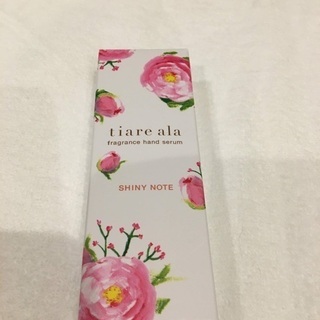 tiare ala
fragrance hand serum
SHINY NOTE